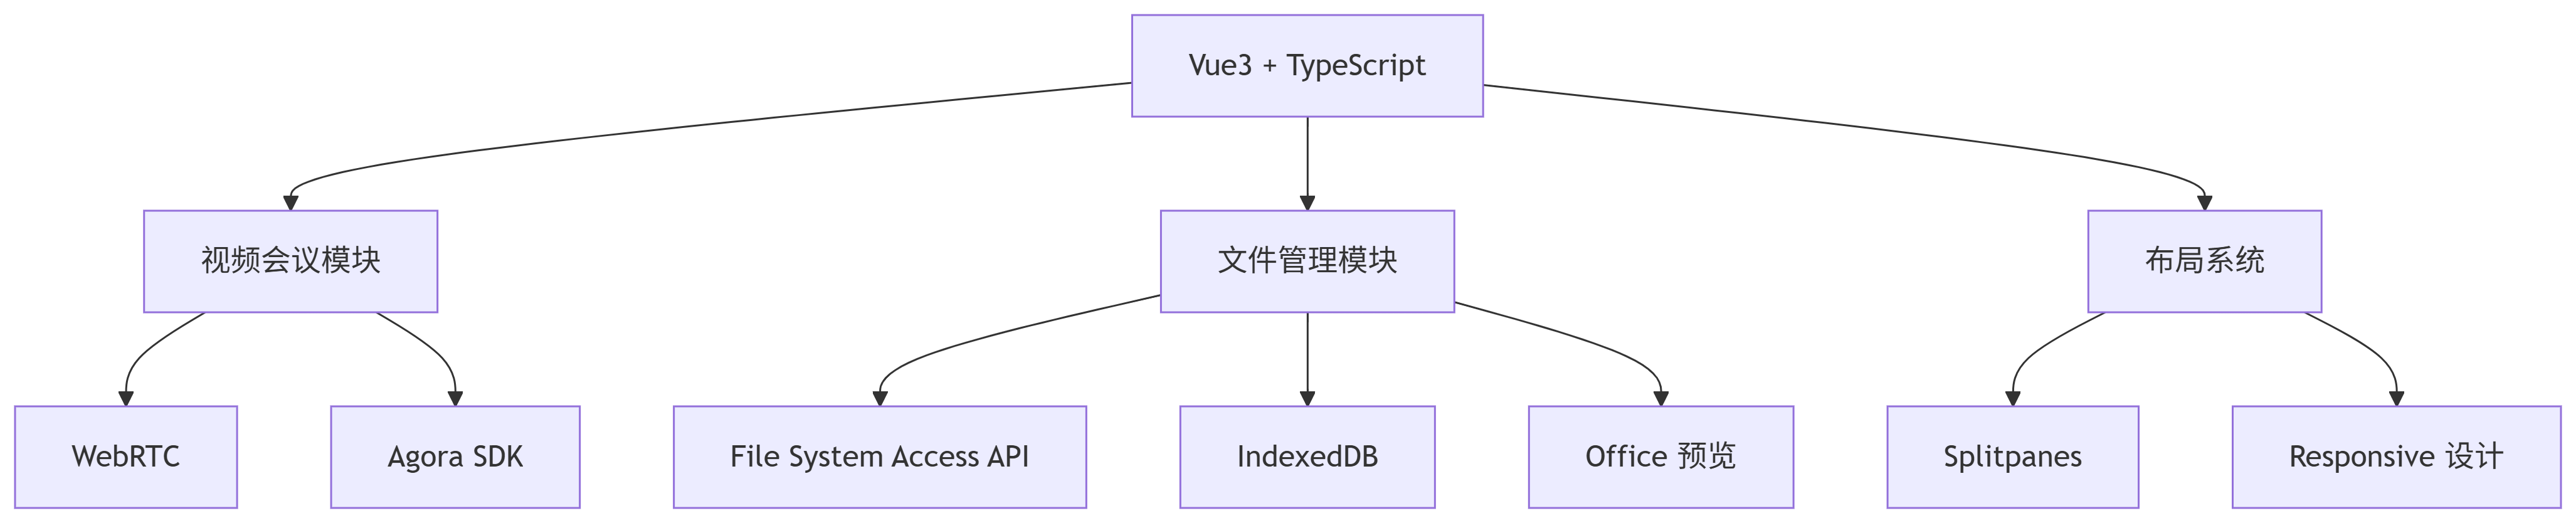 Vue3 + TypeScript
视频会议模块
文件管理模块
布局系统
WebRTC
Agora SDK
File System Access API
IndexedDB
Office 预览
Splitpanes
Responsive 设计